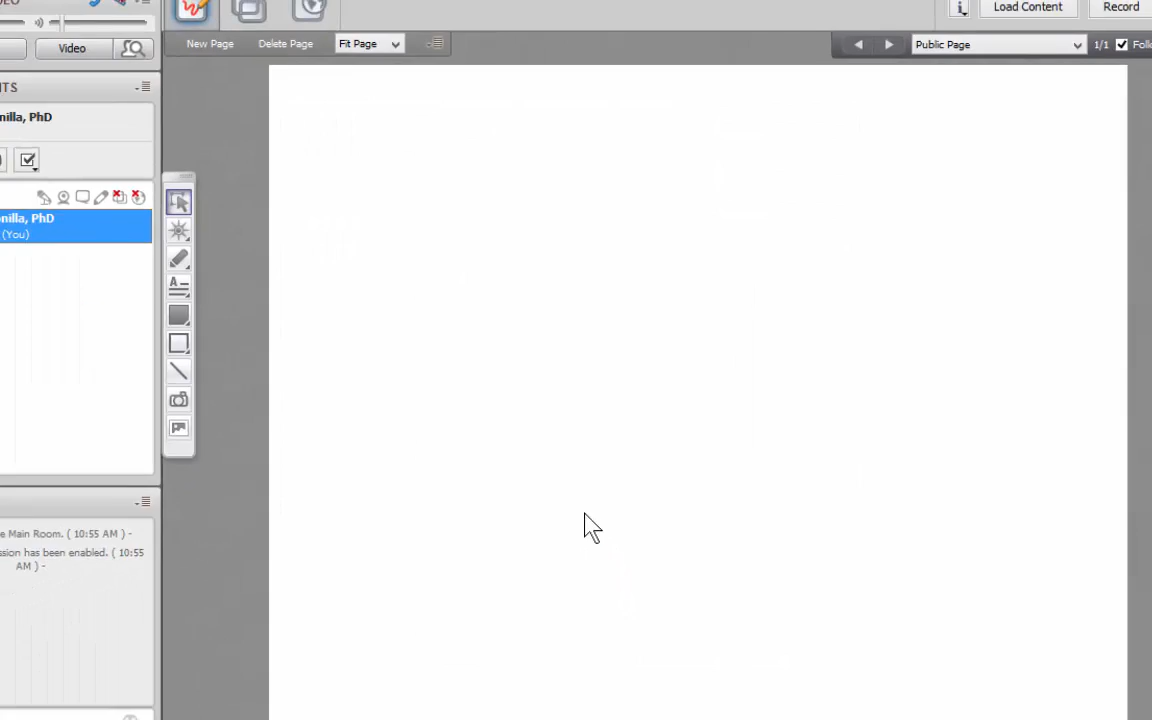 Load Content
Record
Video
New Page
Delete Page
Fit Page
Public Page
1/1
nilla, PhD
nilla, PhD
(You)
e Main Room. ( 10:55 AM ) -
ssion has been enabled. ( 10:55
AM ) -